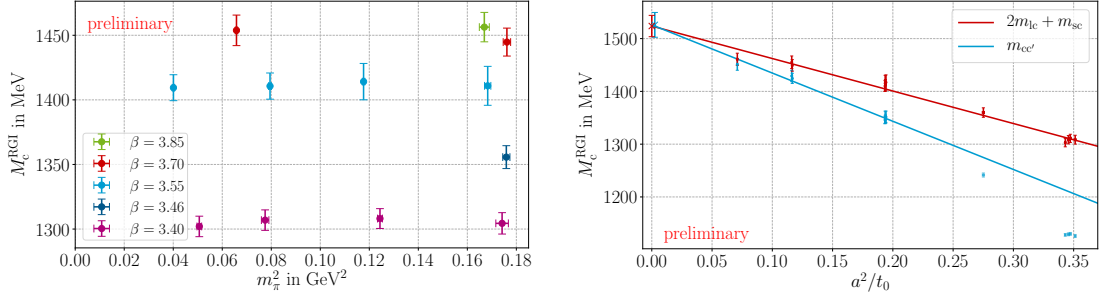 preliminary
1450
1400
1350
1300
M_c^RGI in MeV
β = 3.85
β = 3.70
β = 3.55
β = 3.46
β = 3.40
0.00 0.02 0.04 0.06 0.08 0.10 0.12 0.14 0.16 0.18
m_π^2 in GeV^2
2m_lc + m_sc
m_cc′
1500
1400
1300
1200
M_c^RGI in MeV
preliminary
0.00 0.05 0.10 0.15 0.20 0.25 0.30 0.35
a^2/t_0